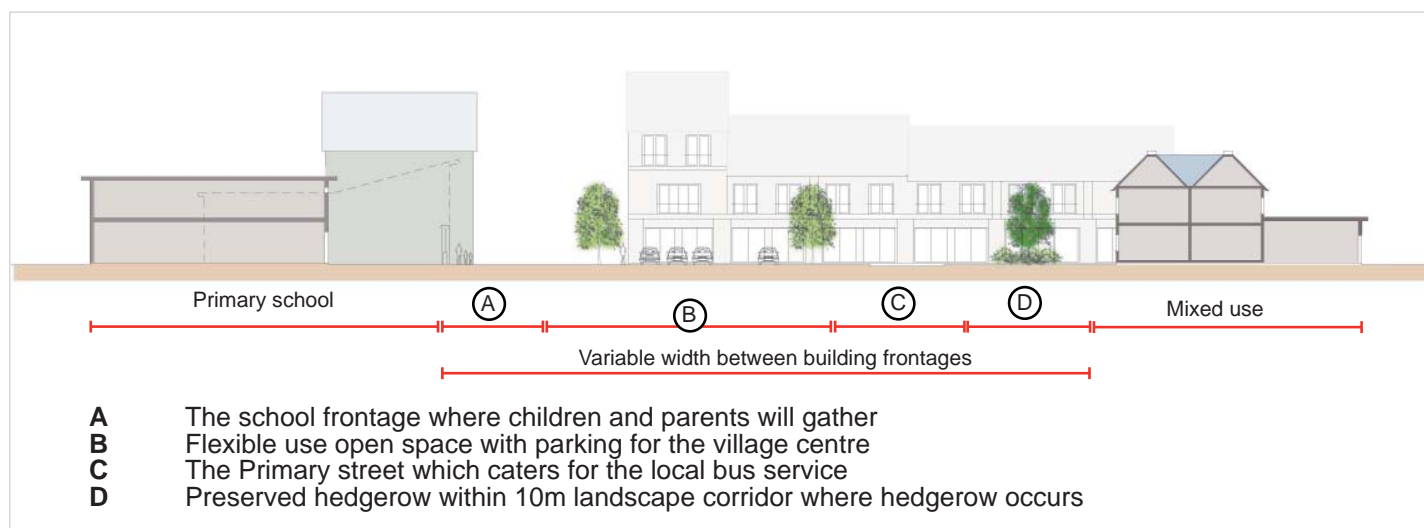 Primary school
A
B
C
D
Mixed use
Variable width between building frontages
A The school frontage where children and parents will gather
B Flexible use open space with parking for the village centre
C The Primary street which caters for the local bus service
D Preserved hedgerow within 10m landscape corridor where hedgerow occurs